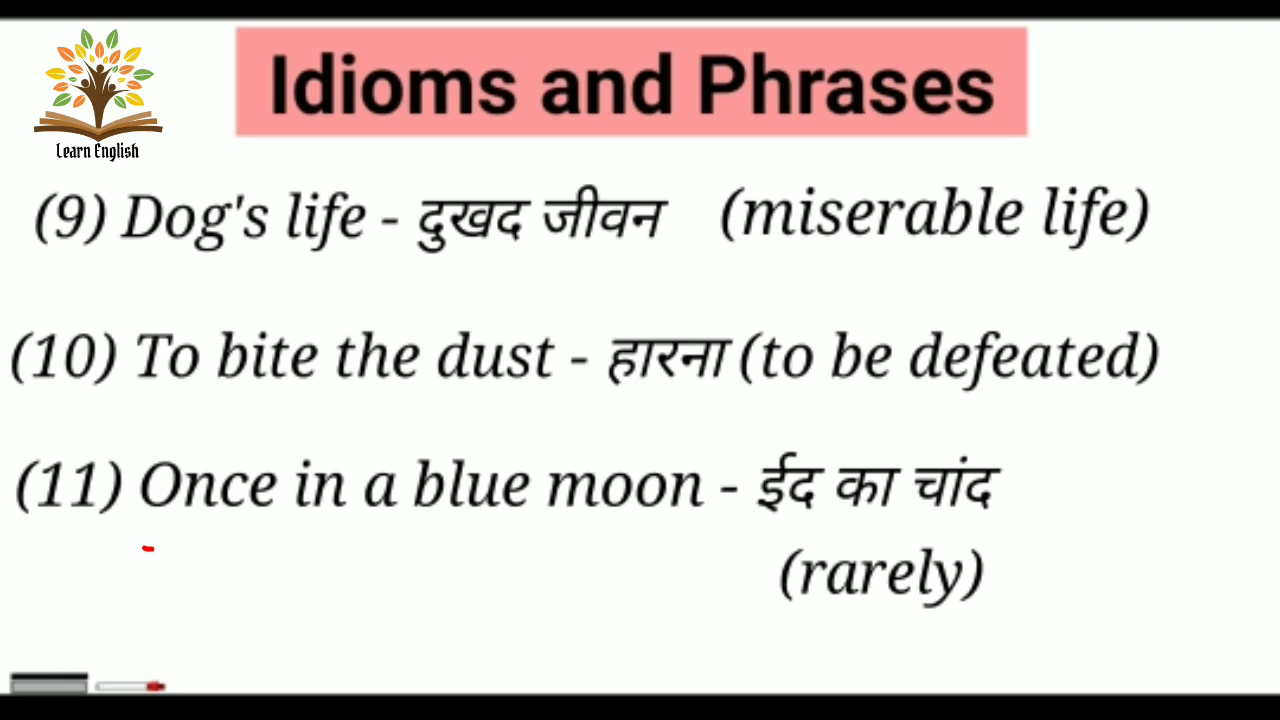 Idioms and Phrases
Learn English
(9) Dog's life - दुखद जीवन (miserable life)
(10) To bite the dust - हारना (to be defeated)
(11) Once in a blue moon - ईद का चांद
(rarely)